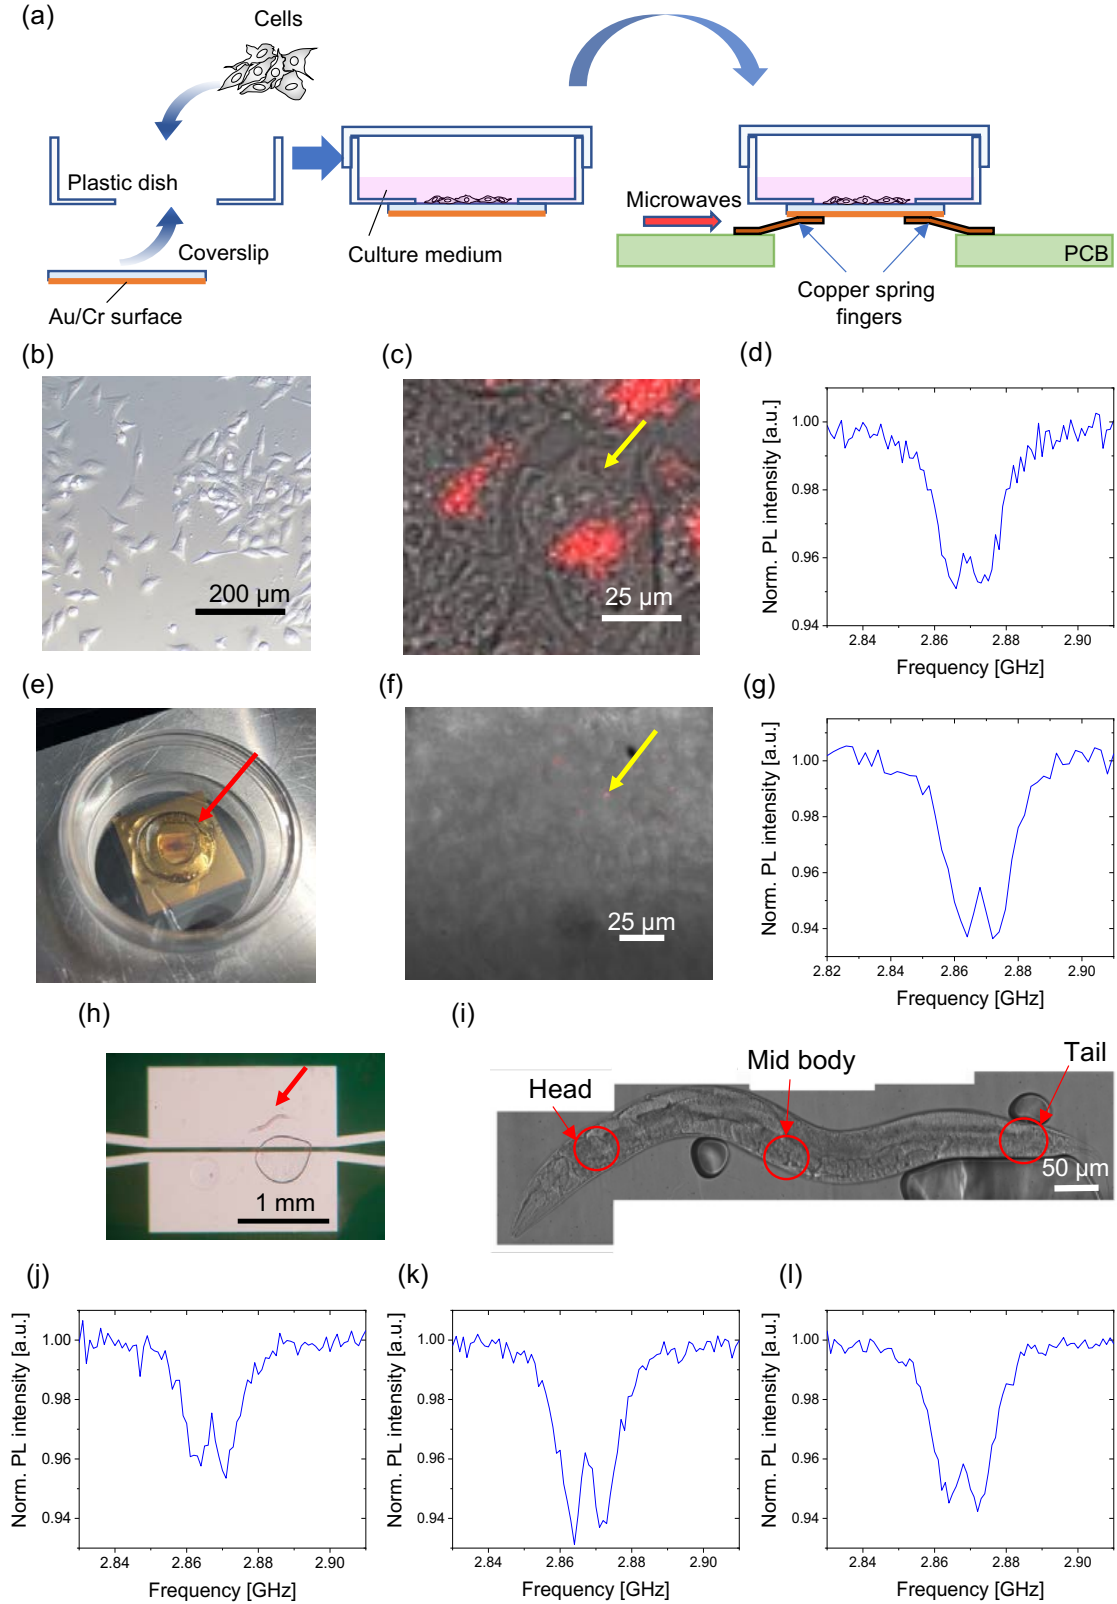 (a)
Cells
Plastic dish
Coverslip
Au/Cr surface
Culture medium
Microwaves
PCB
Copper spring
fingers
(b)
200 µm
(c)
25 µm
(d)
Norm. PL intensity [a.u.]
1.00
0.98
0.96
0.94
2.84 2.86 2.88 2.90
Frequency [GHz]
(e)
(f)
25 µm
(g)
Norm. PL intensity [a.u.]
1.00
0.98
0.96
0.94
2.82 2.84 2.86 2.88 2.90
Frequency [GHz]
(h)
1 mm
(i)
Head
Mid body
Tail
50 µm
(j)
Norm. PL intensity [a.u.]
1.00
0.98
0.96
0.94
2.84 2.86 2.88 2.90
Frequency [GHz]
(k)
Norm. PL intensity [a.u.]
1.00
0.98
0.96
0.94
2.84 2.86 2.88 2.90
Frequency [GHz]
(l)
Norm. PL intensity [a.u.]
1.00
0.98
0.96
0.94
2.84 2.86 2.88 2.90
Frequency [GHz]